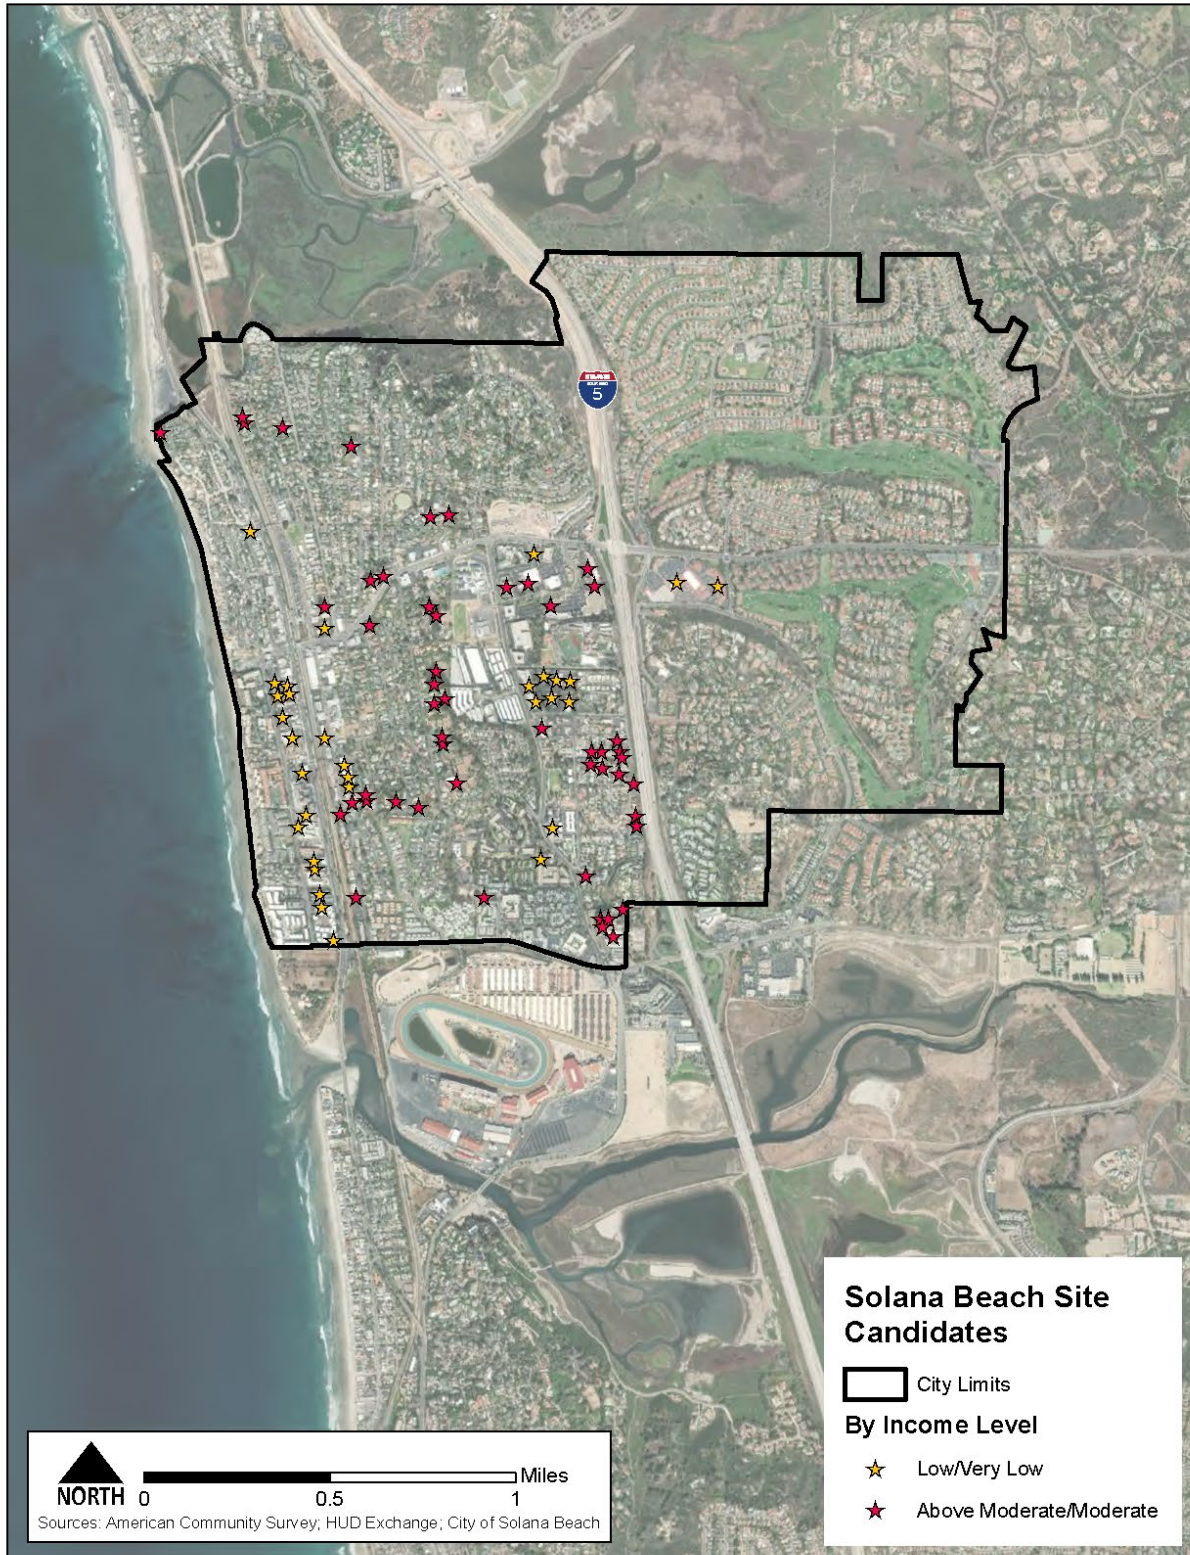 5
Solana Beach Site
Candidates
City Limits
By Income Level
Low/Very Low
Above Moderate/Moderate
NORTH
0 0.5 1 Miles
Sources: American Community Survey; HUD Exchange; City of Solana Beach